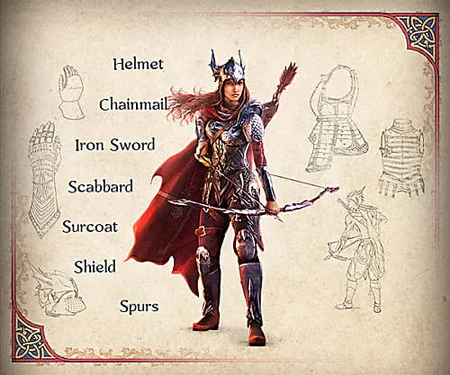 Helmet
Chainmail
Iron Sword
Scabbard
Surcoat
Shield
Spurs